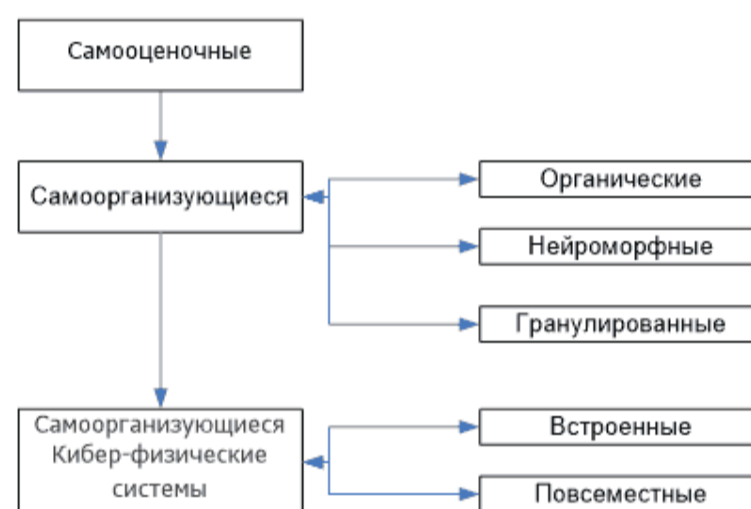 Самооценочные
Самоорганизующиеся
Органические
Нейроморфные
Гранулированные
Самоорганизующиеся
Кибер-физические
системы
Встроенные
Повсеместные